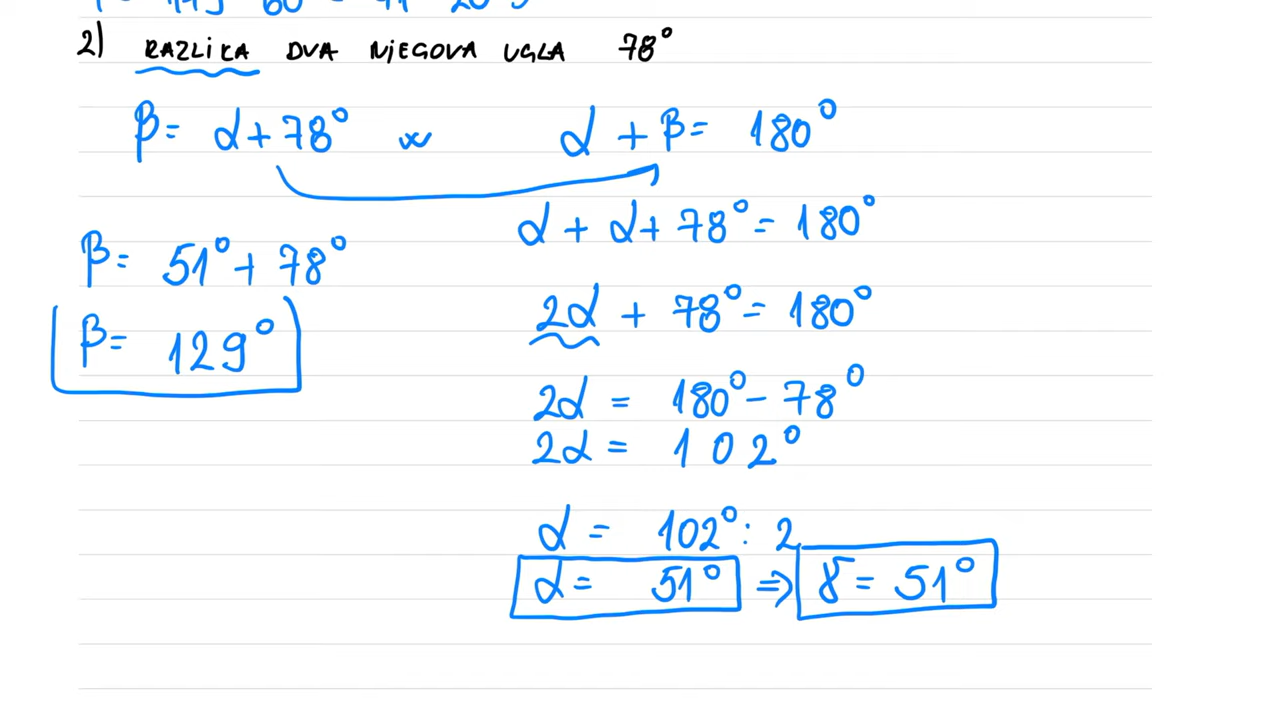 2) RAZLIKA DVA NJEGOVA UGLA 78°
β = α + 78° α + β = 180°
α + α + 78° = 180°
β = 51° + 78°
2α + 78° = 180°
β = 129°
2α = 180° - 78°
2α = 102°
α = 102° : 2
α = 51° ⇒ γ = 51°